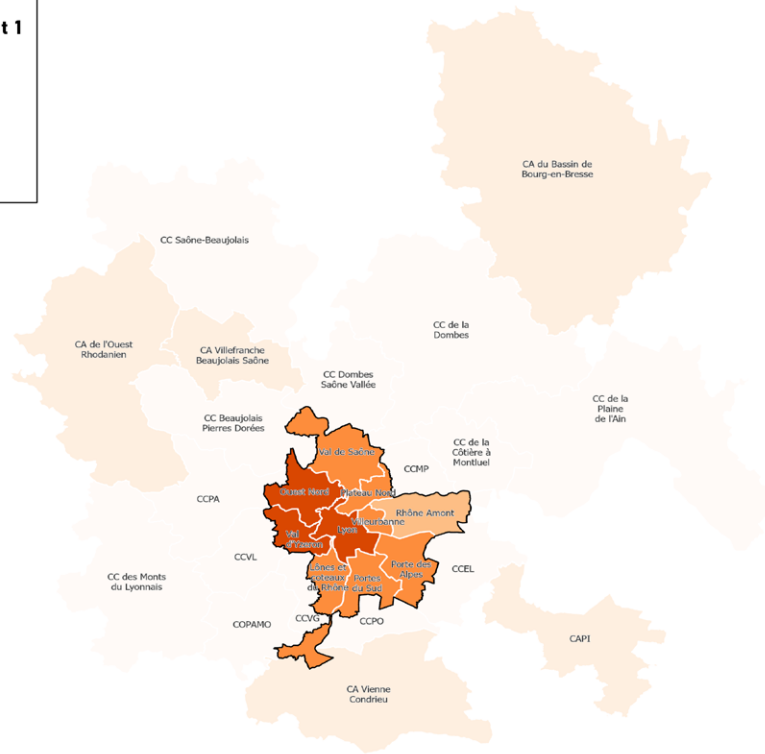 t 1
CA du Bassin de
Bourg-en-Bresse
CC Saône-Beaujolais
CC de la
Dombes
CA de l'Ouest
Rhodanien
CA Villefranche
Beaujolais Saône
CC Dombes
Saône Vallée
CC de la
Plaine
de l'Ain
CC Beaujolais
Pierres Dorées
CC de la
Côtière à
Montluel
Val de Saône
CCMP
Ouest Nord
Plateau Nord
CCPA
Rhône Amont
Villeurbanne
Lyon
Val
d'Yzeron
CCVL
Lônes et
coteaux
du Rhône
Porte des
Alpes
CCEL
Portes
du Sud
CC des Monts
du Lyonnais
COPAMO
CCVG
CCPO
CAPI
CA Vienne
Condrieu